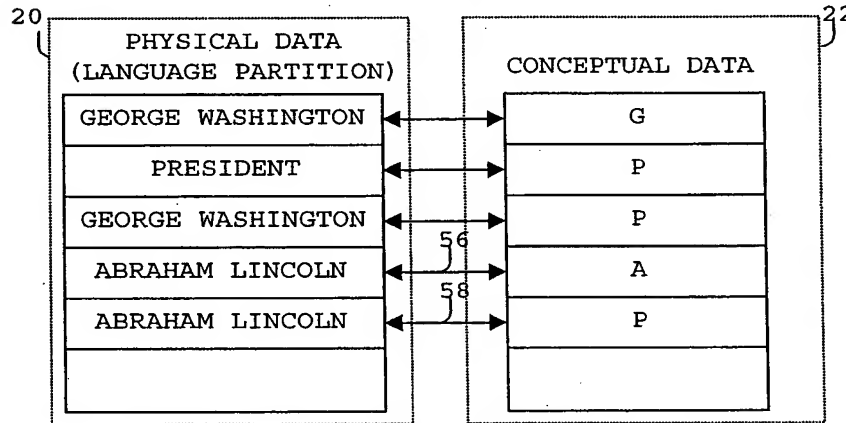 20
22
PHYSICAL DATA
(LANGUAGE PARTITION)
CONCEPTUAL DATA
GEORGE WASHINGTON
G
PRESIDENT
P
GEORGE WASHINGTON
P
56
ABRAHAM LINCOLN
A
58
ABRAHAM LINCOLN
P